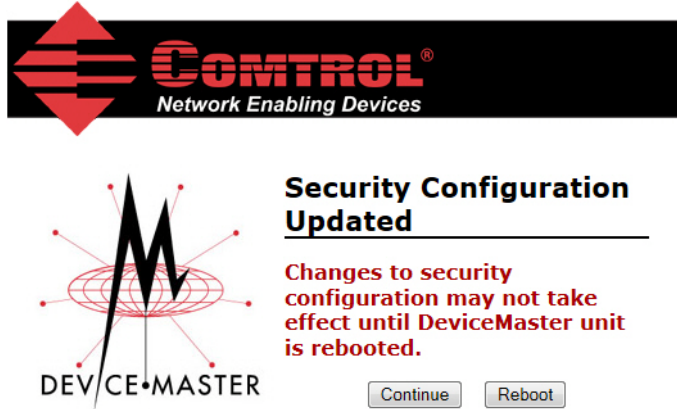 COMTROL®
Network Enabling Devices
Security Configuration
Updated
Changes to security
configuration may not take
effect until DeviceMaster unit
is rebooted.
DEVICE•MASTER
Continue Reboot